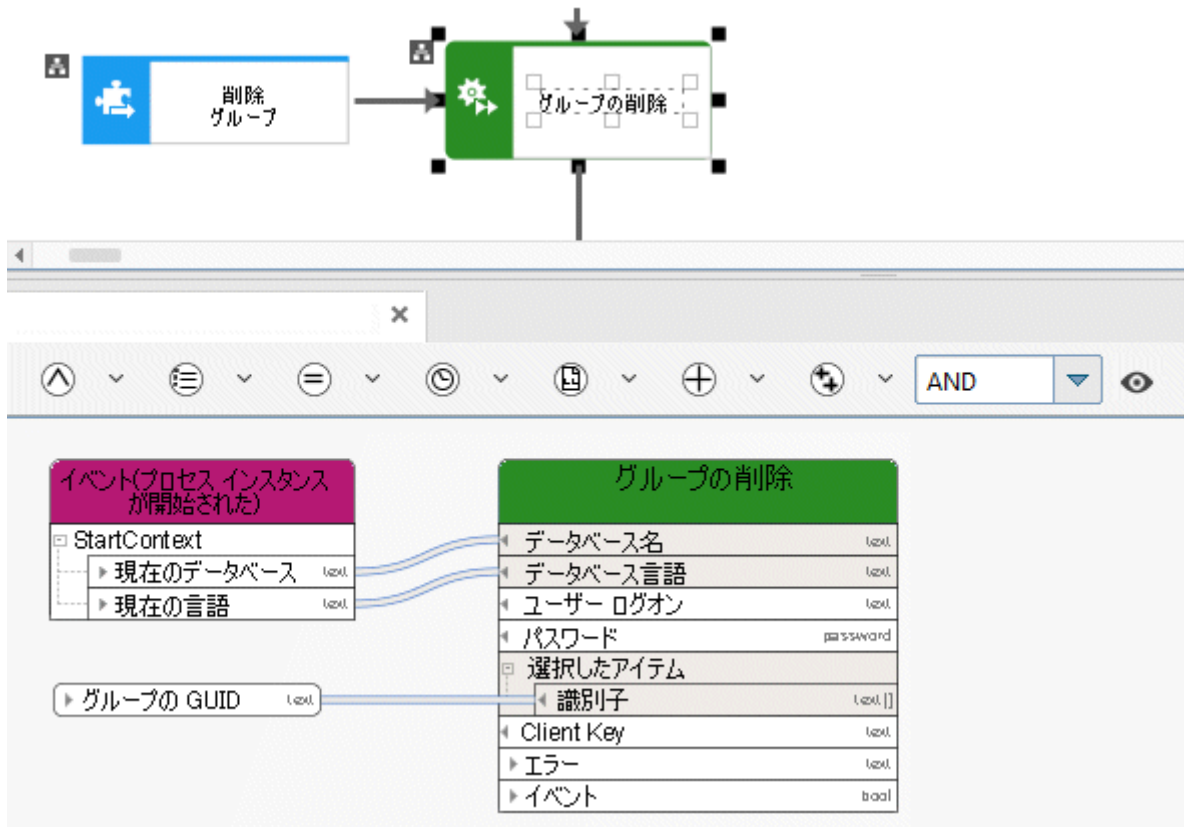 削除
グループ
グループの削除
AND
イベント(プロセス インスタンス
が開始された)
StartContext
現在のデータベース text
現在の言語 text
グループの GUID text
グループの削除
データベース名 text
データベース言語 text
ユーザー ログオン text
パスワード password
選択したアイテム
識別子 text []
Client Key text
エラー text
イベント bool